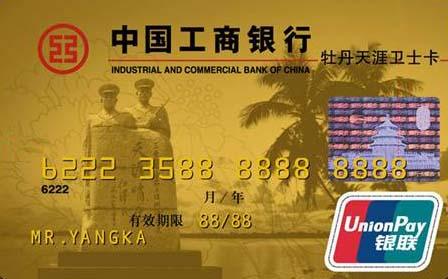 中国工商银行
INDUSTRIAL AND COMMERCIAL BANK OF CHINA
牡丹天涯卫士卡
6222 3588 8888 8888
6222
月/年
有效期限 88/88
MR.YANGKA
UnionPay
银联